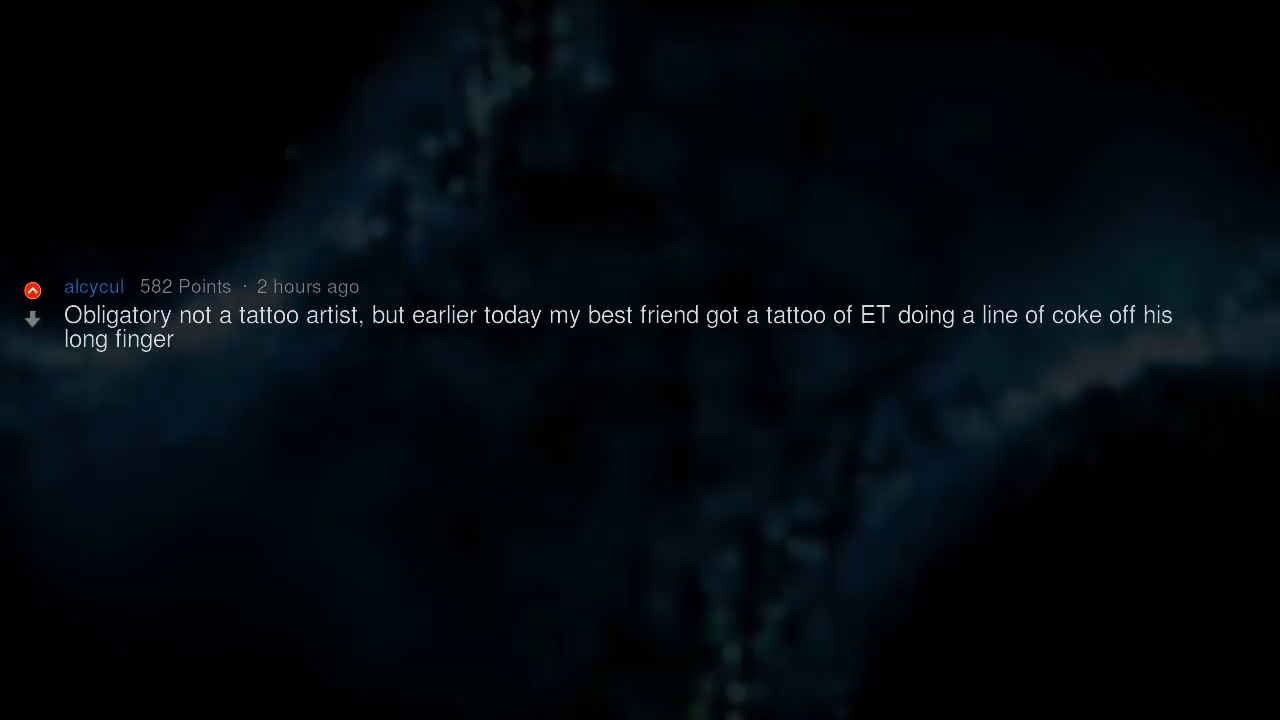 alcycul 582 Points · 2 hours ago
Obligatory not a tattoo artist, but earlier today my best friend got a tattoo of ET doing a line of coke off his
long finger